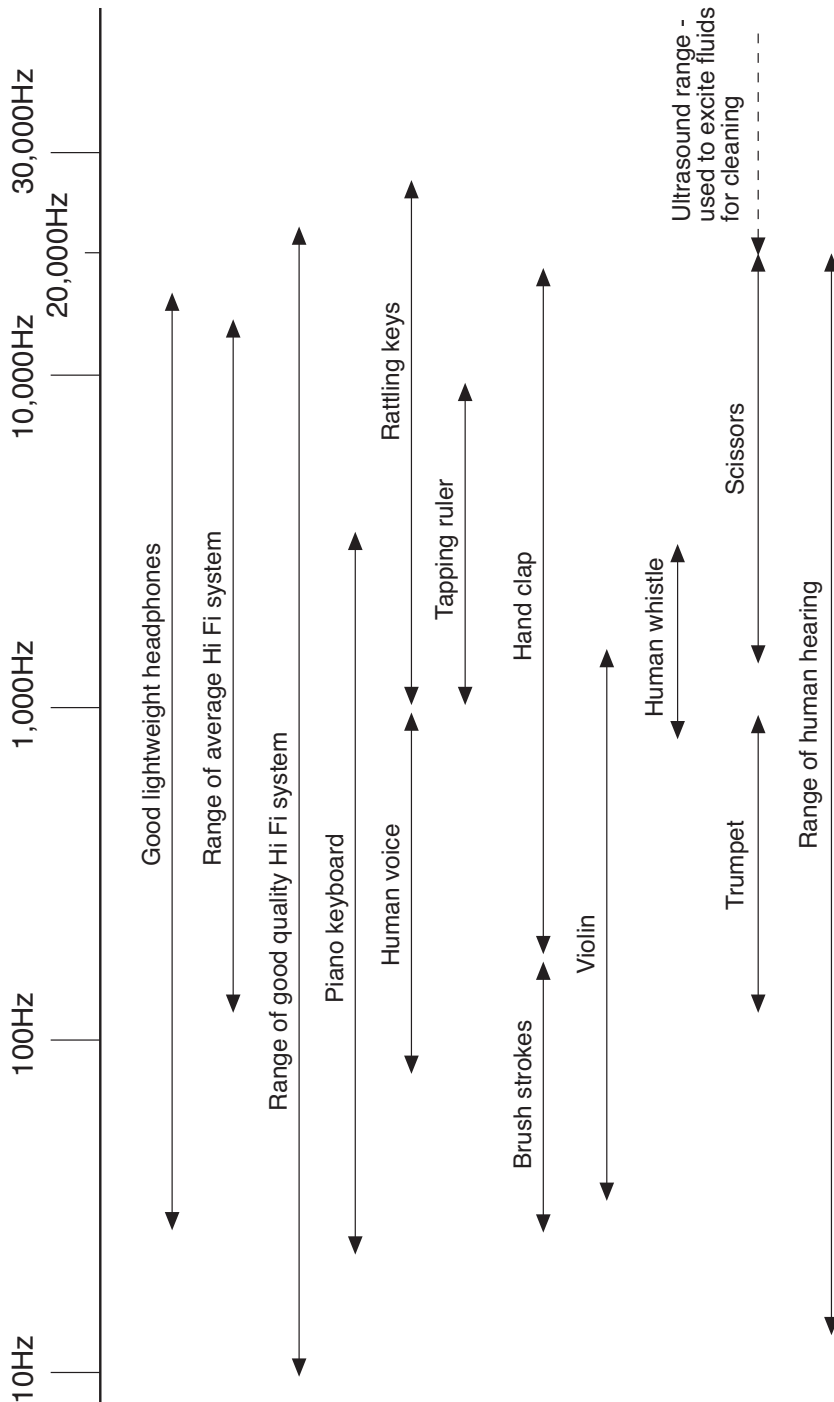 10Hz
100Hz
1,000Hz
10,000Hz
20,000Hz
30,000Hz
Good lightweight headphones
Range of average Hi Fi system
Range of good quality Hi Fi system
Piano keyboard
Human voice
Rattling keys
Tapping ruler
Brush strokes
Hand clap
Violin
Human whistle
Trumpet
Scissors
Ultrasound range -
used to excite fluids
for cleaning
Range of human hearing